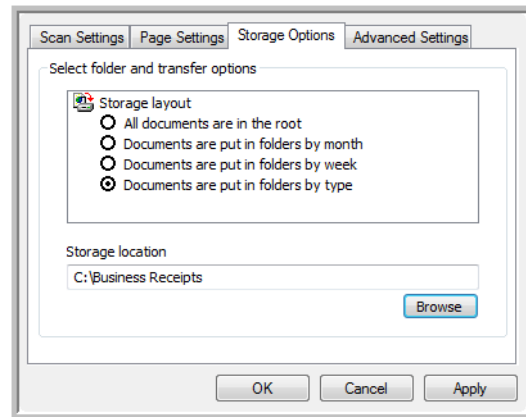 Scan Settings Page Settings Storage Options Advanced Settings
Select folder and transfer options
Storage layout
All documents are in the root
Documents are put in folders by month
Documents are put in folders by week
Documents are put in folders by type
Storage location
C:\Business Receipts
Browse
OK Cancel Apply